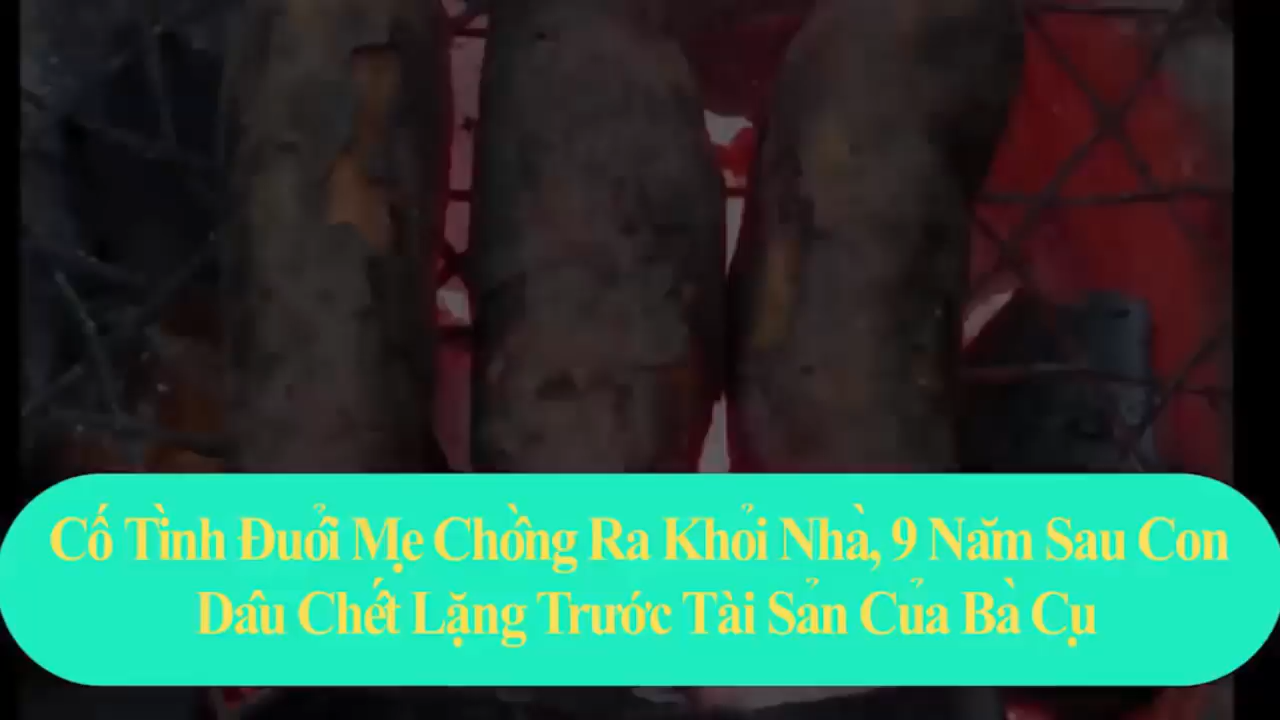 Cố Tình Đuổi Mẹ Chồng Ra Khỏi Nhà, 9 Năm Sau Con
Dâu Chết Lặng Trước Tài Sản Của Bà Cụ